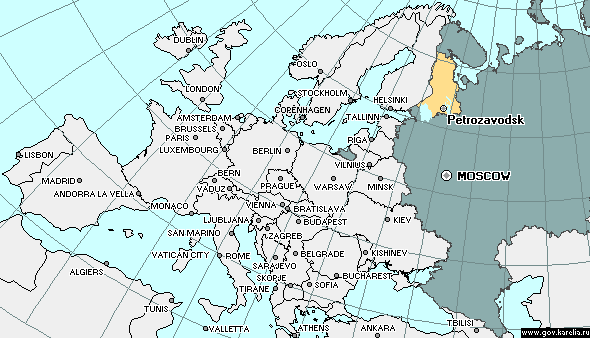 DUBLIN
OSLO
LONDON
STOCKHOLM
HELSINKI
COPENHAGEN
Petrozavodsk
AMSTERDAM
TALLINN
BRUSSELS
PARIS
RIGA
LUXEMBOURG
BERLIN
LISBON
VILNIUS
MOSCOW
MADRID
BERN
PRAGUE
WARSAW
MINSK
ANDORRA LA VELLA
VADUZ
MONACO
VIENNA
BRATISLAVA
LJUBLANA
BUDAPEST
KIEV
SAN-MARINO
ZAGREB
VATICAN CITY
ROME
BELGRADE
KISHINEV
SARAJEVO
ALGIERS
SKOPJE
BUCHAREST
TIRANE
SOFIA
TUNIS
VALLETTA
ATHENS
ANKARA
TBILISI
www.gov.karelia.ru